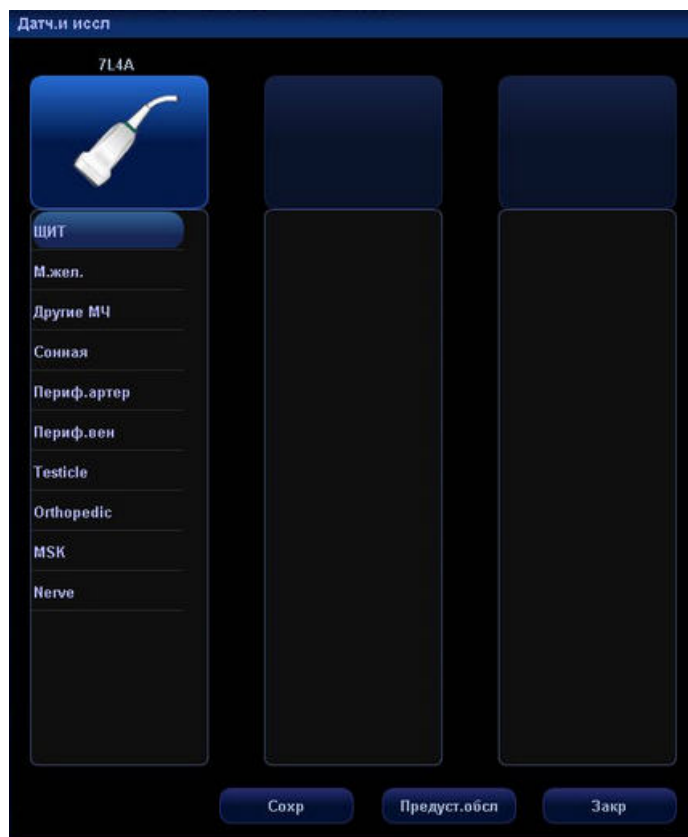 Датч.и иссл
7L4A
ЩИТ
М.жел.
Другие МЧ
Сонная
Периф.артер
Периф.вен
Testicle
Orthopedic
MSK
Nerve
Сохр Предуст.обсл Закр